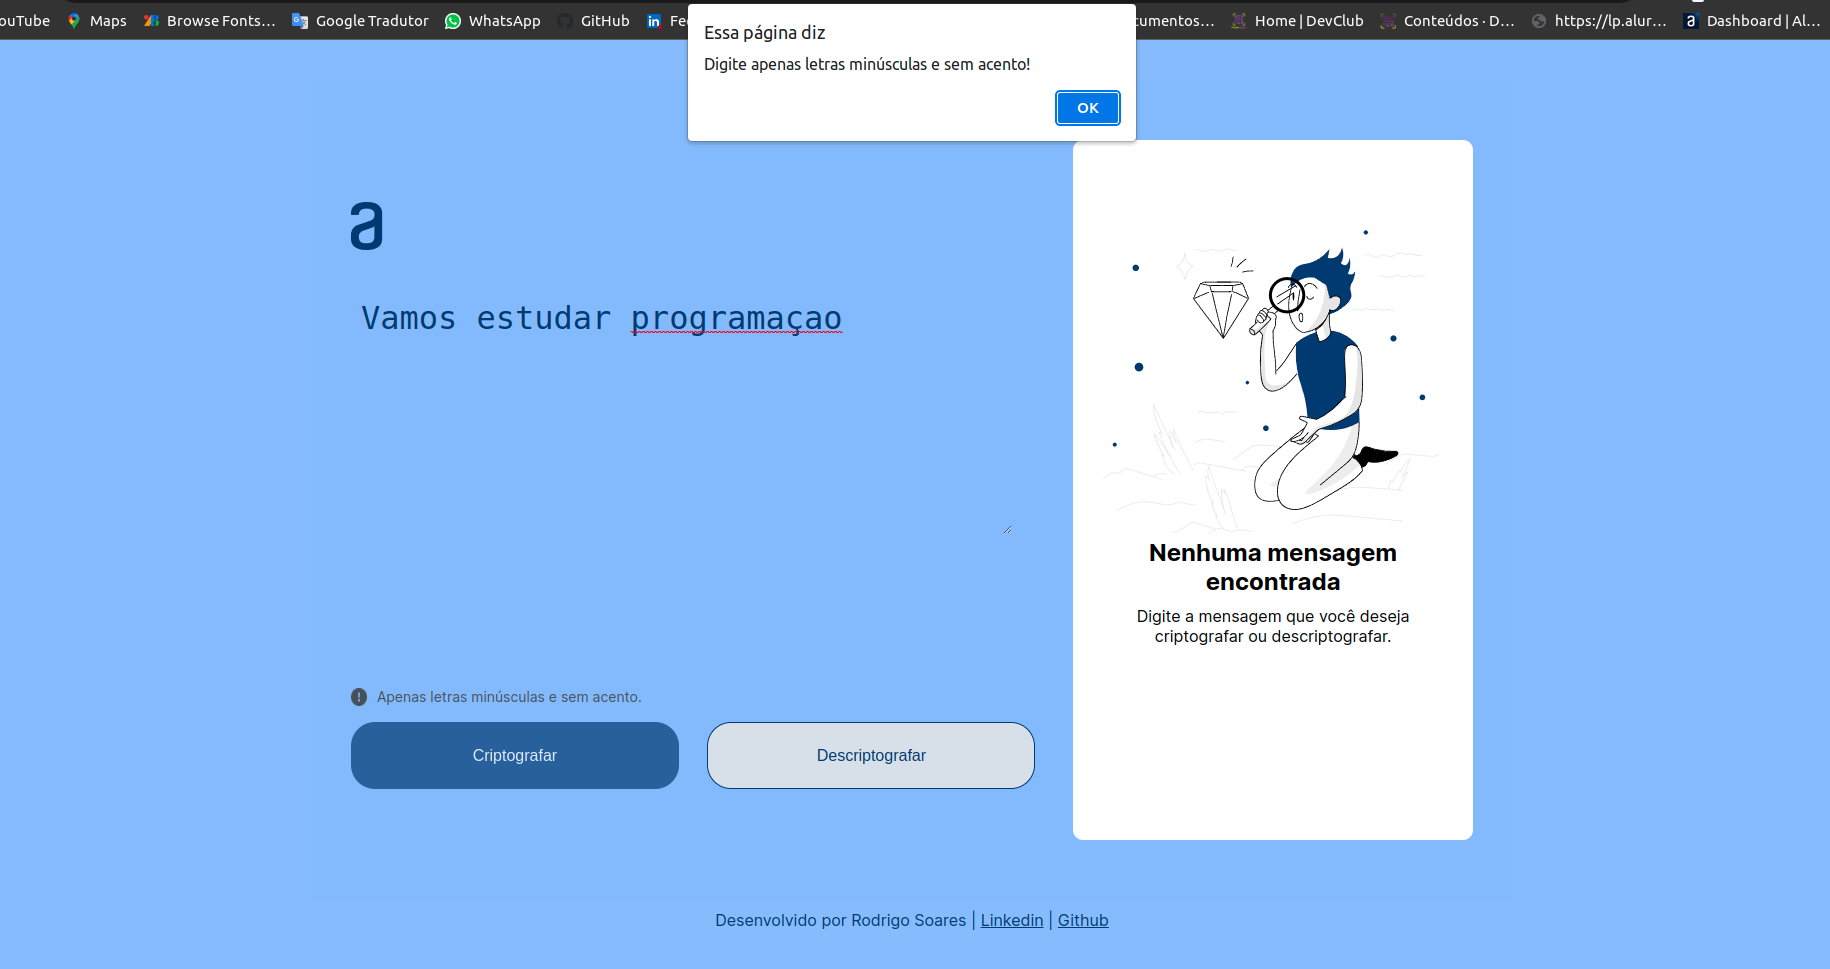 ouTube Maps Browse Fonts... Google Tradutor WhatsApp GitHub cumentos... Home | DevClub Conteúdos · D... https://lp.alur... Dashboard | Al...
Essa página diz
Digite apenas letras minúsculas e sem acento!
OK
a
Vamos estudar programaçao
Nenhuma mensagem
encontrada
Digite a mensagem que você deseja
criptografar ou descriptografar.
Apenas letras minúsculas e sem acento.
Criptografar Descriptografar
Desenvolvido por Rodrigo Soares | Linkedin | Github